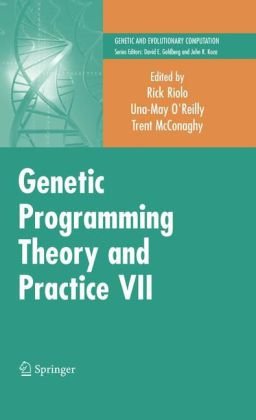 GENETIC AND EVOLUTIONARY COMPUTATION
Series Editors: David E. Goldberg and John R. Koza
Edited by
Rick Riolo
Una-May O'Reilly
Trent McConaghy
Genetic
Programming
Theory and
Practice VII
Springer